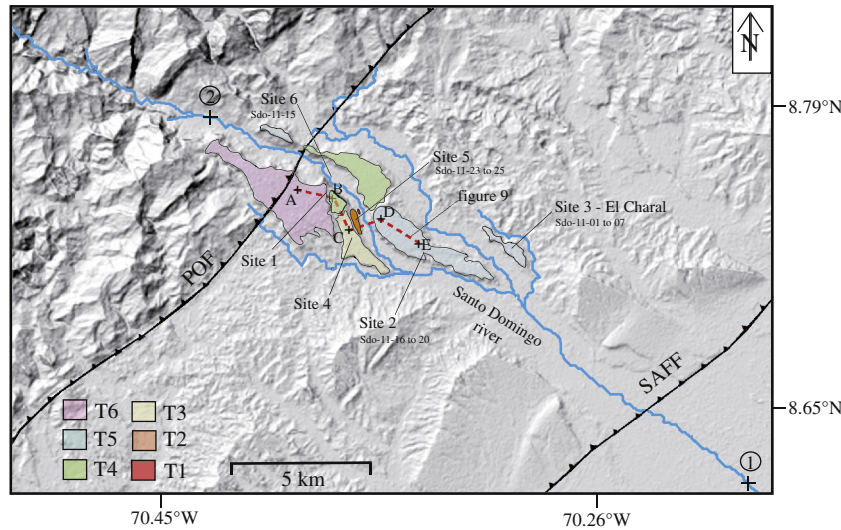 N
2
8.79°N
Site 6
Sdo-11-15
Site 5
Sdo-11-23 to 25
A
B
D
figure 9
Site 3 - El Charal
Sdo-11-01 to 07
C
E
Site 1
POF
Site 4
Site 2
Sdo-11-16 to 20
Santo Domingo
river
SAFF
8.65°N
T6
T3
T5
T2
T4
T1
5 km
1
70.45°W
70.26°W